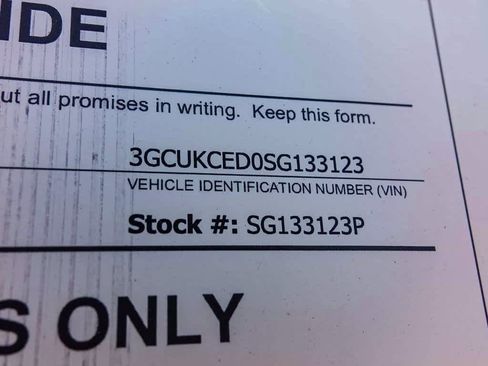 IDE
ut all promises in writing. Keep this form.
3GCUKCED0SG133123
VEHICLE IDENTIFICATION NUMBER (VIN)
Stock #: SG133123P
S ONLY